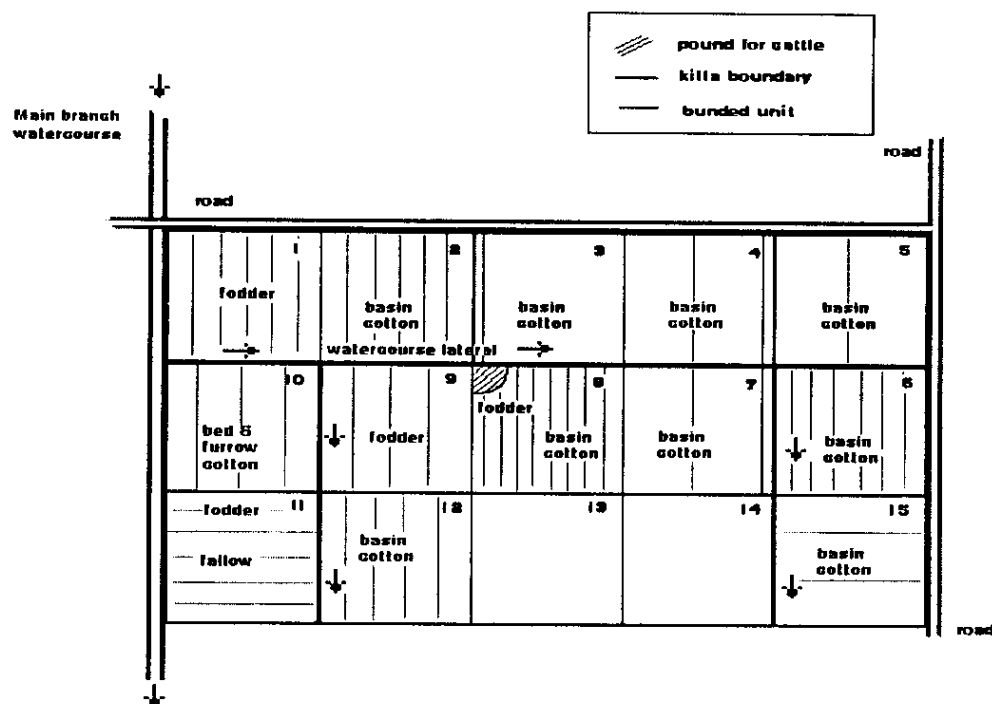 pound for cattle
killa boundary
bunded unit
Main branch
watercourse
road
road
1
2
3
4
5
fodder
basin
cotton
basin
cotton
basin
cotton
basin
cotton
watercourse lateral
10
9
8
7
6
bed &
furrow
cotton
fodder
fodder
basin
cotton
basin
cotton
basin
cotton
fodder
11
12
13
14
15
fallow
basin
cotton
basin
cotton
road